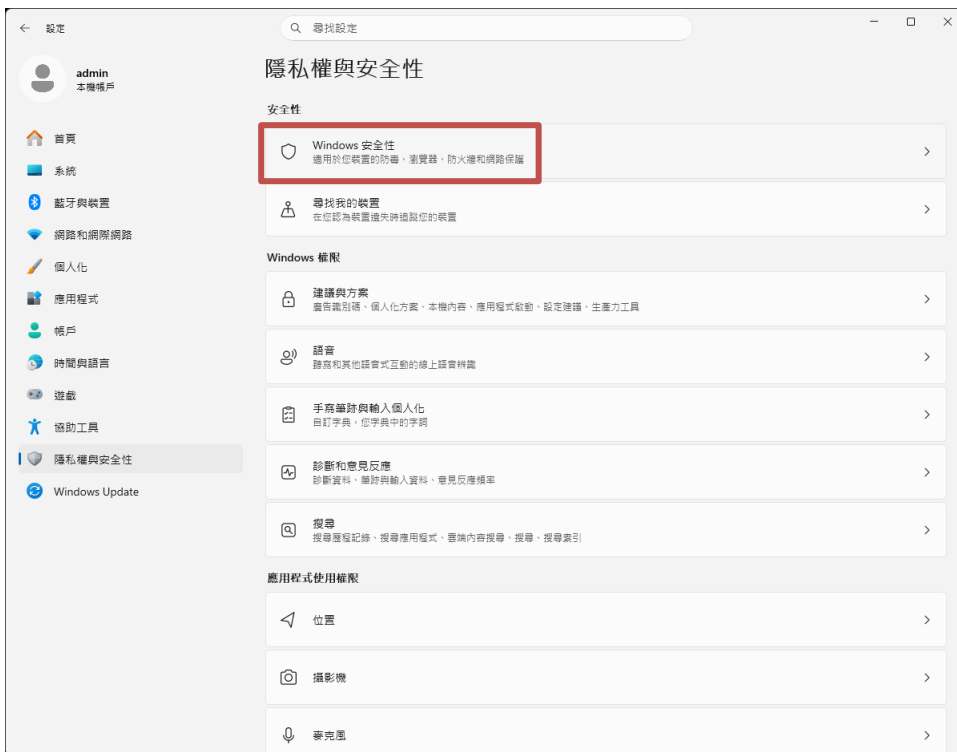 設定
尋找設定
admin
本機帳戶
首頁
系統
藍牙與裝置
網路和網際網路
個人化
應用程式
帳戶
時間與語言
遊戲
協助工具
隱私權與安全性
Windows Update
隱私權與安全性
安全性
Windows 安全性
適用於您裝置的防毒、瀏覽器、防火牆和網路保護
尋找我的裝置
在您認為裝置遺失時追蹤您的裝置
Windows 權限
建議與方案
廣告識別碼、個人化方案、本機內容、應用程式啟動、設定建議、生產力工具
語音
聽寫和其他語音式互動的線上語音辨識
手寫筆跡與輸入個人化
自訂字典，您字典中的字詞
診斷和意見反應
診斷資料、筆跡與輸入資料、意見反應頻率
搜尋
搜尋歷程記錄、搜尋應用程式、雲端內容搜尋、搜尋、搜尋索引
應用程式使用權限
位置
攝影機
麥克風